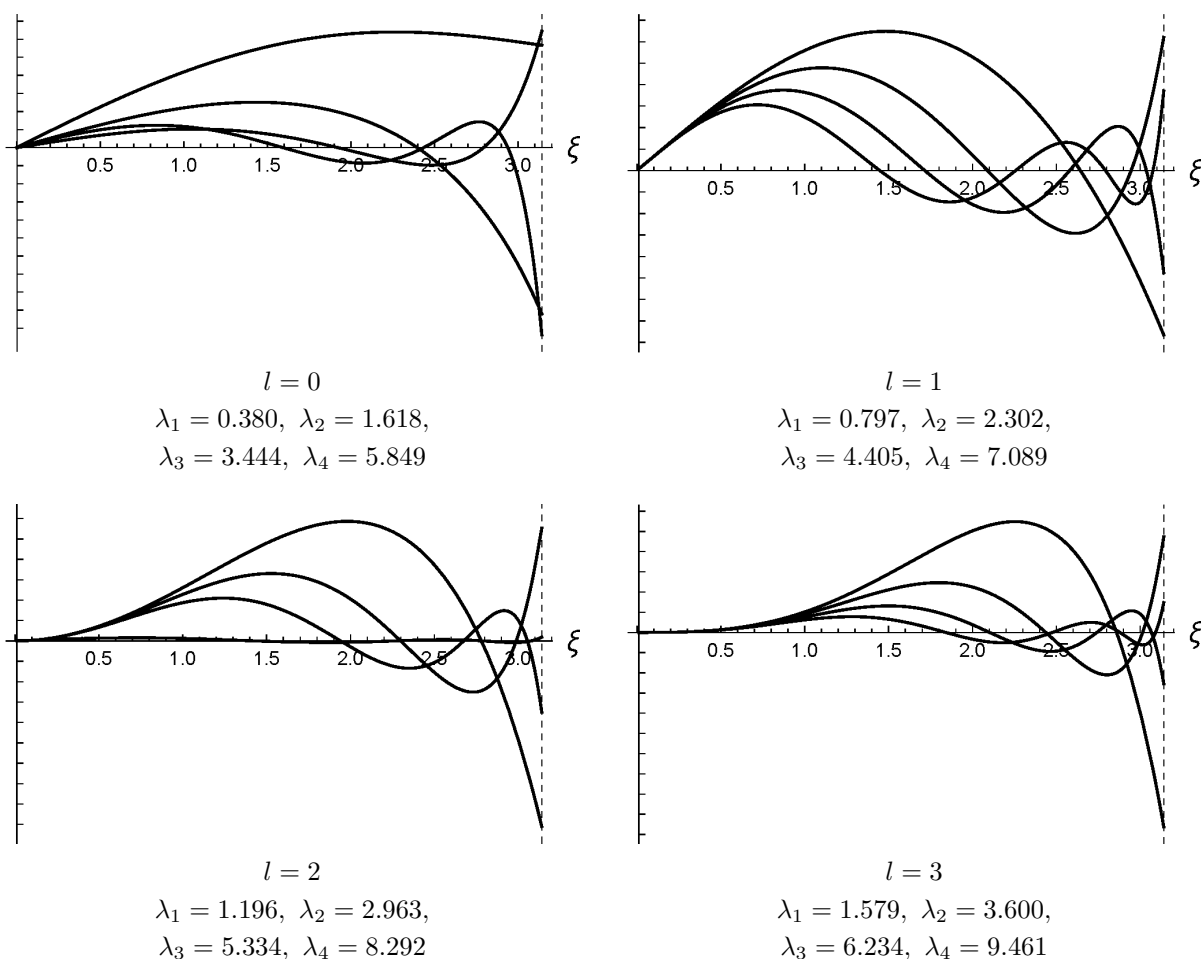 0.5 1.0 1.5 2.0 2.5 3.0 ξ
l = 0
λ₁ = 0.380, λ₂ = 1.618,
λ₃ = 3.444, λ₄ = 5.849
0.5 1.0 1.5 2.0 2.5 3.0 ξ
l = 1
λ₁ = 0.797, λ₂ = 2.302,
λ₃ = 4.405, λ₄ = 7.089
0.5 1.0 1.5 2.0 2.5 3.0 ξ
l = 2
λ₁ = 1.196, λ₂ = 2.963,
λ₃ = 5.334, λ₄ = 8.292
0.5 1.0 1.5 2.0 2.5 3.0 ξ
l = 3
λ₁ = 1.579, λ₂ = 3.600,
λ₃ = 6.234, λ₄ = 9.461